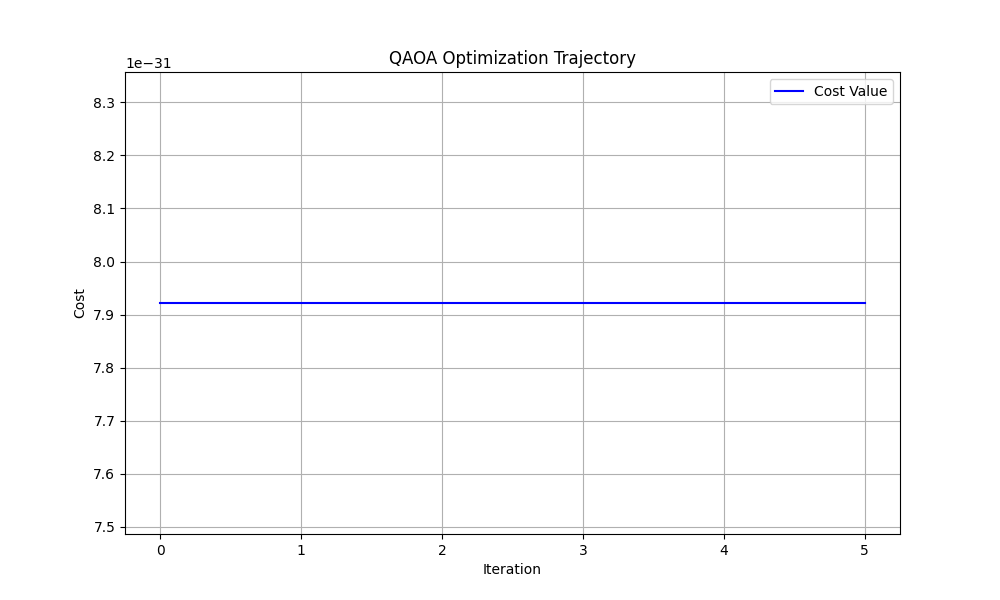 QAOA Optimization Trajectory
1e−31
Cost Value
8.3
8.2
8.1
8.0
7.9
7.8
7.7
7.6
7.5
Cost
0 1 2 3 4 5
Iteration